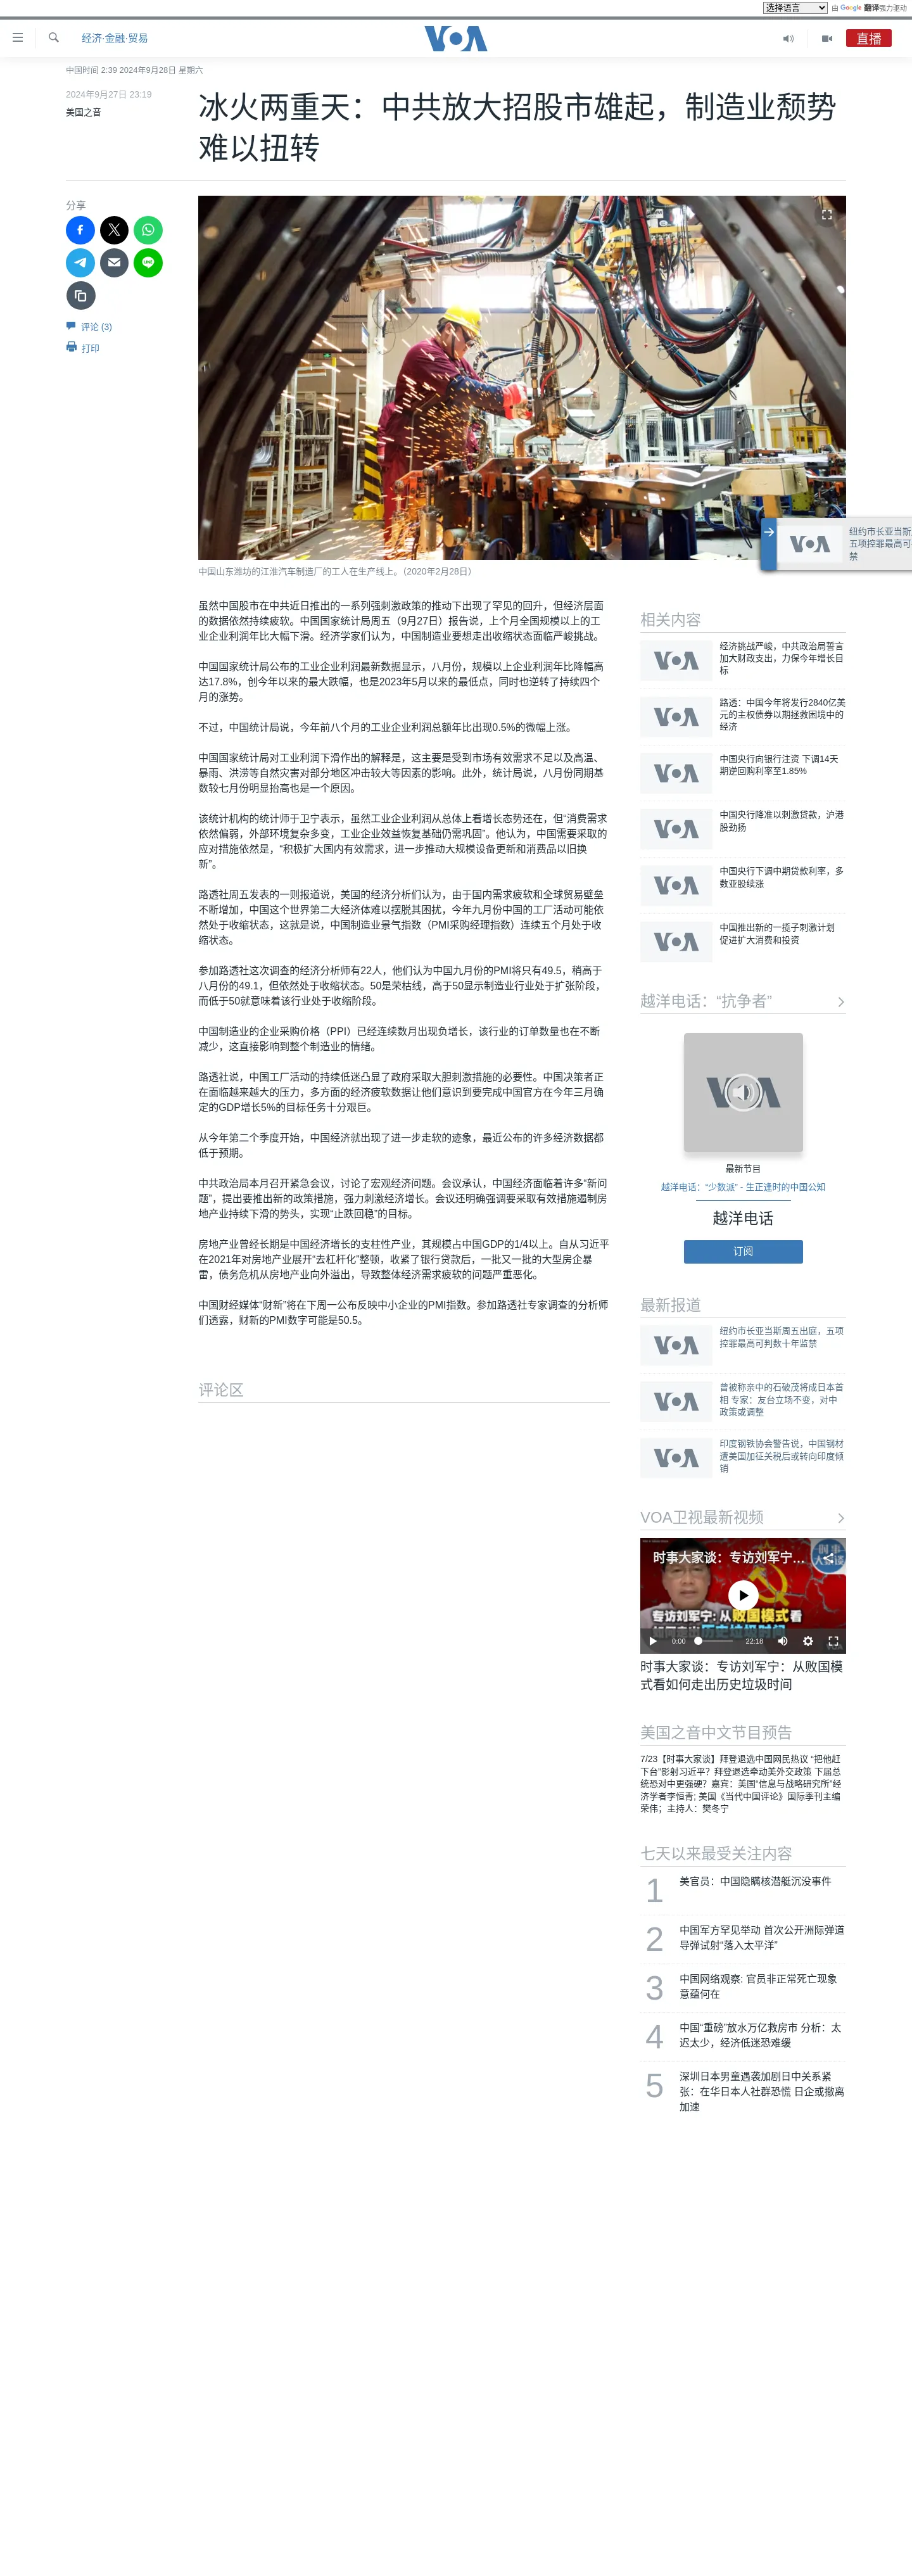 选择语言 由 Google 翻译强力驱动
经济·金融·贸易
VOA
直播
中国时间 2:39 2024年9月28日 星期六
2024年9月27日 23:19
美国之音
冰火两重天：中共放大招股市雄起，制造业颓势
难以扭转
分享
评论 (3)
打印
中国山东潍坊的江淮汽车制造厂的工人在生产线上。（2020年2月28日）
纽约市长亚当斯
五项控罪最高可
禁
虽然中国股市在中共近日推出的一系列强刺激政策的推动下出现了罕见的回升，但经济层面
的数据依然持续疲软。中国国家统计局周五（9月27日）报告说，上个月全国规模以上的工
业企业利润年比大幅下滑。经济学家们认为，中国制造业要想走出收缩状态面临严峻挑战。
中国国家统计局公布的工业企业利润最新数据显示，八月份，规模以上企业利润年比降幅高
达17.8%，创今年以来的最大跌幅，也是2023年5月以来的最低点，同时也逆转了持续四个
月的涨势。
不过，中国统计局说，今年前八个月的工业企业利润总额年比出现0.5%的微幅上涨。
中国国家统计局对工业利润下滑作出的解释是，这主要是受到市场有效需求不足以及高温、
暴雨、洪涝等自然灾害对部分地区冲击较大等因素的影响。此外，统计局说，八月份同期基
数较七月份明显抬高也是一个原因。
该统计机构的统计师于卫宁表示，虽然工业企业利润从总体上看增长态势还在，但“消费需求
依然偏弱，外部环境复杂多变，工业企业效益恢复基础仍需巩固”。他认为，中国需要采取的
应对措施依然是，“积极扩大国内有效需求，进一步推动大规模设备更新和消费品以旧换
新”。
路透社周五发表的一则报道说，美国的经济分析们认为，由于国内需求疲软和全球贸易壁垒
不断增加，中国这个世界第二大经济体难以摆脱其困扰，今年九月份中国的工厂活动可能依
然处于收缩状态，这就是说，中国制造业景气指数（PMI采购经理指数）连续五个月处于收
缩状态。
参加路透社这次调查的经济分析师有22人，他们认为中国九月份的PMI将只有49.5，稍高于
八月份的49.1，但依然处于收缩状态。50是荣枯线，高于50显示制造业行业处于扩张阶段，
而低于50就意味着该行业处于收缩阶段。
中国制造业的企业采购价格（PPI）已经连续数月出现负增长，该行业的订单数量也在不断
减少，这直接影响到整个制造业的情绪。
路透社说，中国工厂活动的持续低迷凸显了政府采取大胆刺激措施的必要性。中国决策者正
在面临越来越大的压力，多方面的经济疲软数据让他们意识到要完成中国官方在今年三月确
定的GDP增长5%的目标任务十分艰巨。
从今年第二个季度开始，中国经济就出现了进一步走软的迹象，最近公布的许多经济数据都
低于预期。
中共政治局本月召开紧急会议，讨论了宏观经济问题。会议承认，中国经济面临着许多“新问
题”，提出要推出新的政策措施，强力刺激经济增长。会议还明确强调要采取有效措施遏制房
地产业持续下滑的势头，实现“止跌回稳”的目标。
房地产业曾经长期是中国经济增长的支柱性产业，其规模占中国GDP的1/4以上。自从习近平
在2021年对房地产业展开“去杠杆化”整顿，收紧了银行贷款后，一批又一批的大型房企暴
雷，债务危机从房地产业向外溢出，导致整体经济需求疲软的问题严重恶化。
中国财经媒体“财新”将在下周一公布反映中小企业的PMI指数。参加路透社专家调查的分析师
们透露，财新的PMI数字可能是50.5。
评论区
相关内容
VOA
经济挑战严峻，中共政治局誓言
加大财政支出，力保今年增长目
标
VOA
路透：中国今年将发行2840亿美
元的主权债券以期拯救困境中的
经济
VOA
中国央行向银行注资 下调14天
期逆回购利率至1.85%
VOA
中国央行降准以刺激贷款，沪港
股劲扬
VOA
中国央行下调中期贷款利率，多
数亚股续涨
VOA
中国推出新的一揽子刺激计划
促进扩大消费和投资
越洋电话：“抗争者”
VOA
最新节目
越洋电话：“少数派” - 生正逢时的中国公知
越洋电话
订阅
最新报道
VOA
纽约市长亚当斯周五出庭，五项
控罪最高可判数十年监禁
VOA
曾被称亲中的石破茂将成日本首
相 专家：友台立场不变，对中
政策或调整
VOA
印度钢铁协会警告说，中国钢材
遭美国加征关税后或转向印度倾
销
VOA卫视最新视频
时事大家谈：专访刘军宁...
专访刘军宁：从败国模式看
0:00 22:18
时事大家谈：专访刘军宁：从败国模
式看如何走出历史垃圾时间
美国之音中文节目预告
7/23【时事大家谈】拜登退选中国网民热议 “把他赶
下台”影射习近平？拜登退选牵动美外交政策 下届总
统恐对中更强硬？嘉宾：美国“信息与战略研究所”经
济学者李恒青; 美国《当代中国评论》国际季刊主编
荣伟；主持人：樊冬宁
七天以来最受关注内容
1 美官员：中国隐瞒核潜艇沉没事件
2 中国军方罕见举动 首次公开洲际弹道
导弹试射“落入太平洋”
3 中国网络观察: 官员非正常死亡现象
意蕴何在
4 中国“重磅”放水万亿救房市 分析：太
迟太少，经济低迷恐难缓
5 深圳日本男童遇袭加剧日中关系紧
张：在华日本人社群恐慌 日企或撤离
加速